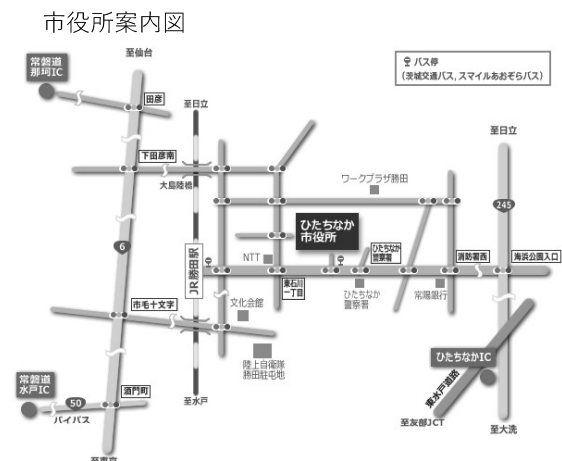 市役所案内図
至仙台
常磐道
那珂IC
バス停
(茨城交通バス, スマイルあおぞらバス)
田彦
至日立
至日立
下田彦南
大島陸橋
ワークプラザ勝田
245
ひたちなか
市役所
6
JR勝田駅
NTT
ひたちなか
警察署
消防署西
海浜公園入口
東石川
一丁目
ひたちなか
警察署
常陽銀行
市毛十文字
文化会館
陸上自衛隊
勝田駐屯地
ひたちなかIC
東水戸道路
常磐道
水戸IC
50
バイパス
酒門町
至水戸
至友部JCT
至大洗
至東京